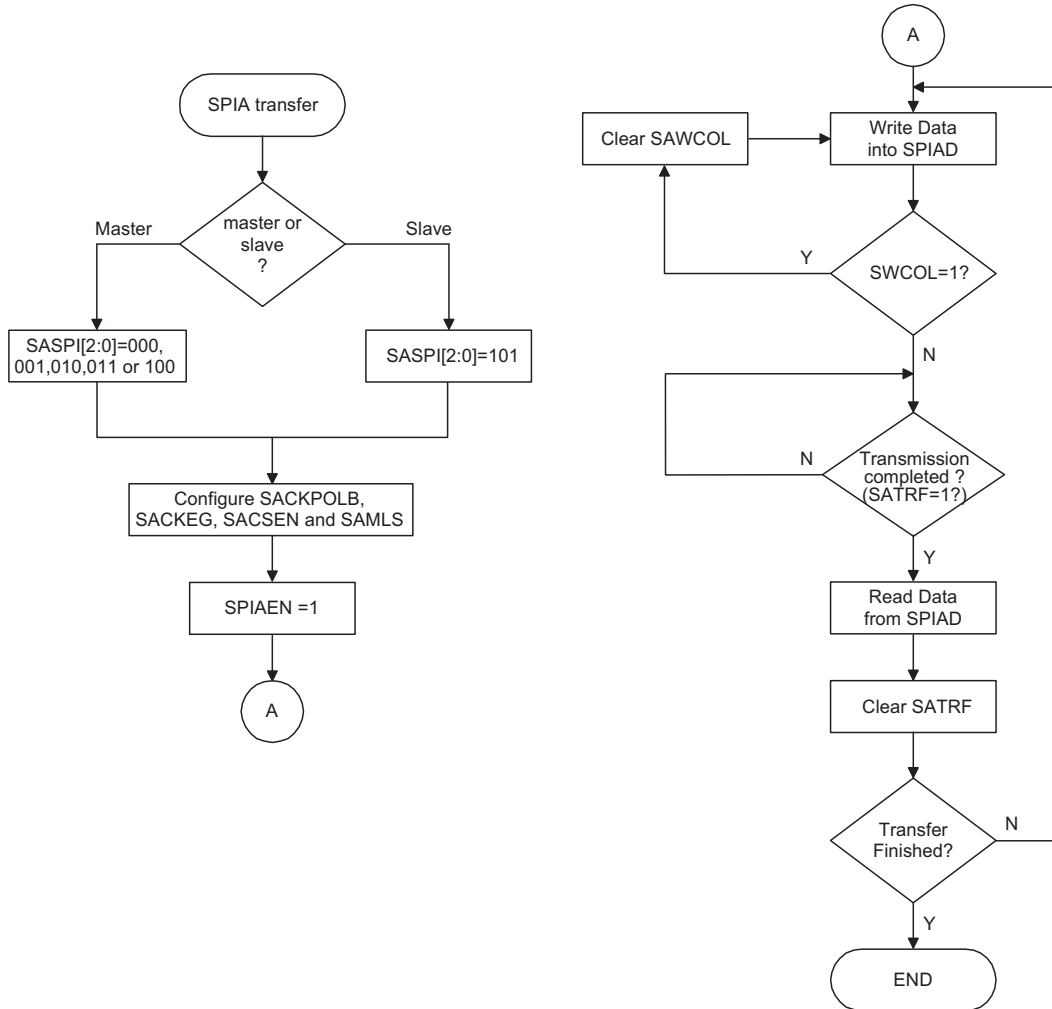 SPIA transfer
master or
slave
?
Master
Slave
SASPI[2:0]=000,
001,010,011 or 100
SASPI[2:0]=101
Configure SACKPOLB,
SACKEG, SACSEN and SAMLS
SPIAEN =1
A
A
Clear SAWCOL
Write Data
into SPIAD
Y
SWCOL=1?
N
N
Transmission
completed ?
(SATRF=1?)
Y
Read Data
from SPIAD
Clear SATRF
Transfer
Finished?
N
Y
END